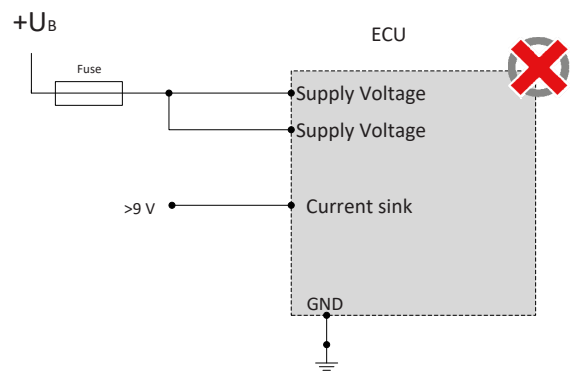 +UB
ECU
Fuse
Supply Voltage
Supply Voltage
>9 V
Current sink
GND